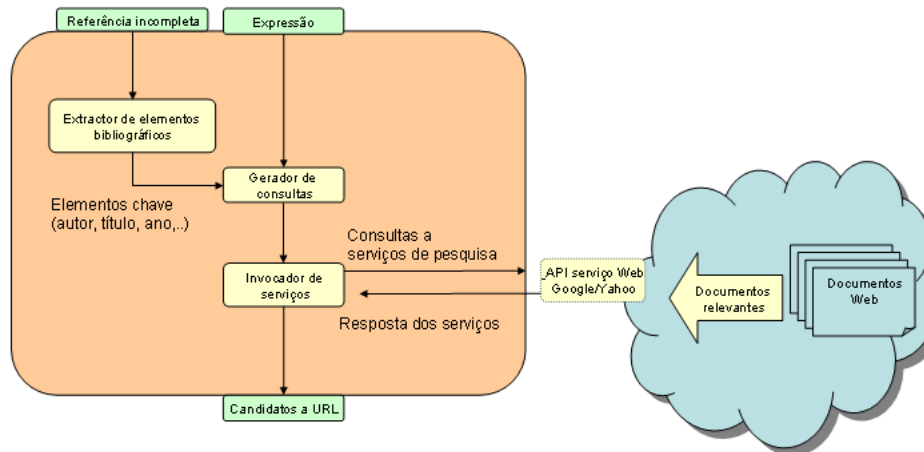 Referência incompleta
Expressão
Extractor de elementos
bibliográficos
Gerador de
consultas
Elementos chave
(autor, título, ano,..)
Consultas a
serviços de pesquisa
Invocador de
serviços
API serviço Web
Google/Yahoo
Documentos
relevantes
Documentos
Web
Resposta dos serviços
Candidatos a URL